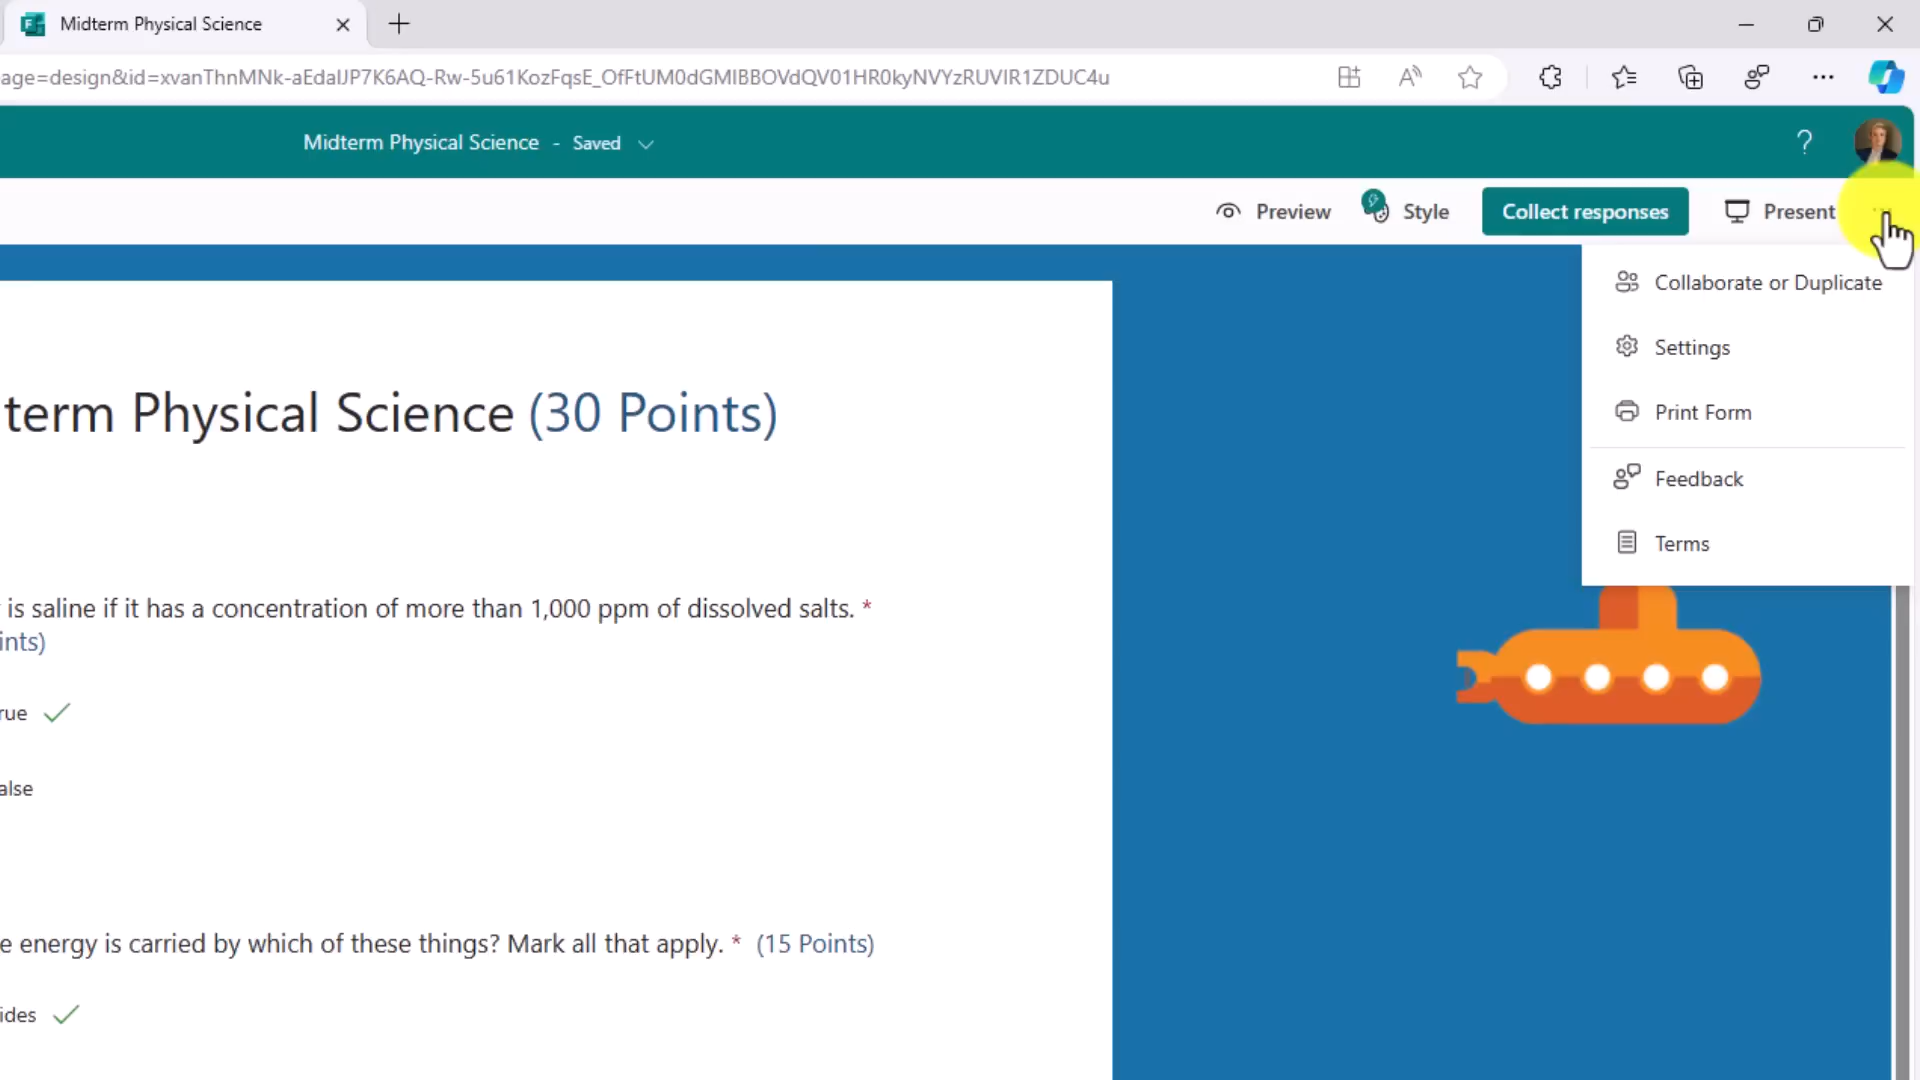 Midterm Physical Science
age=design&id=xvanThnMNk-aEdalJP7K6AQ-Rw-5u61KozFqsE_OfFtUM0dGMlBBOVdQV01HR0kyNVYzRUVIR1ZDUC4u
Midterm Physical Science - Saved
Preview Style Collect responses Present
Collaborate or Duplicate
Settings
Print Form
Feedback
Terms
term Physical Science (30 Points)
is saline if it has a concentration of more than 1,000 ppm of dissolved salts. *
ints)
rue
alse
e energy is carried by which of these things? Mark all that apply. * (15 Points)
ides